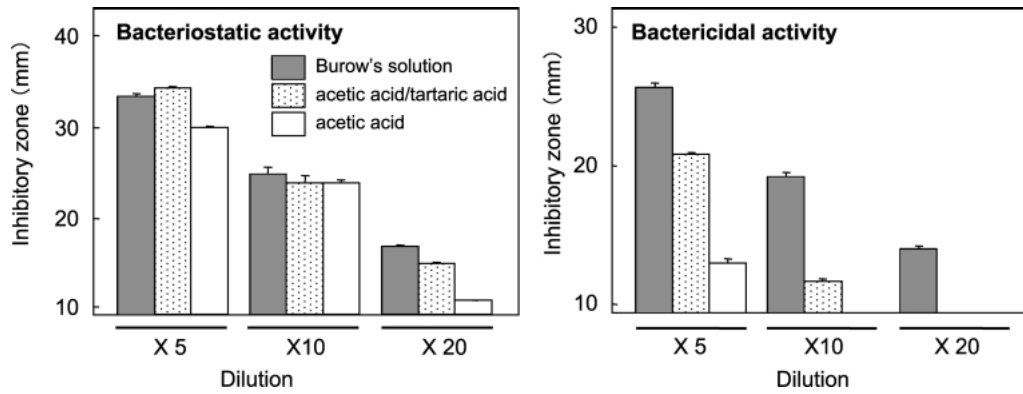 Bacteriostatic activity
Inhibitory zone (mm)
40
30
20
10
Burow's solution
acetic acid/tartaric acid
acetic acid
X 5
X10
X 20
Dilution
Bactericidal activity
Inhibitory zone (mm)
30
20
10
X 5
X10
X 20
Dilution